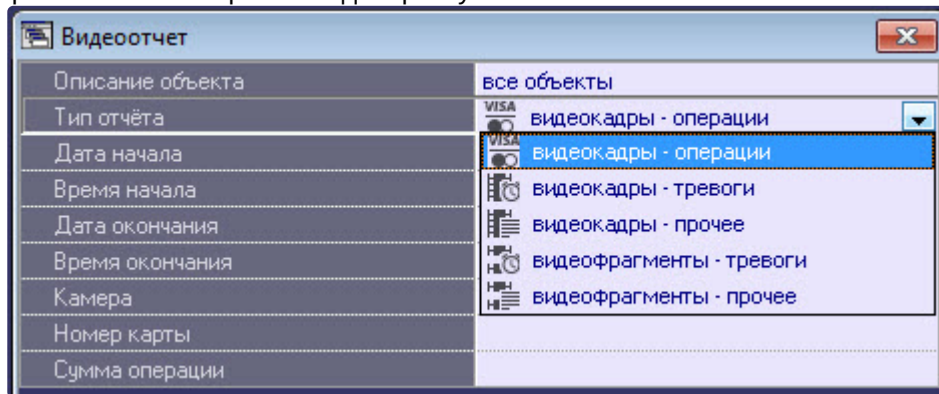 Видеоотчет
Описание объекта все объекты
Тип отчёта VISA видеокадры - операции
Дата начала VISA видеокадры - операции
Время начала видеокадры - тревоги
Дата окончания видеокадры - прочее
Время окончания видеофрагменты - тревоги
Камера видеофрагменты - прочее
Номер карты
Сумма операции